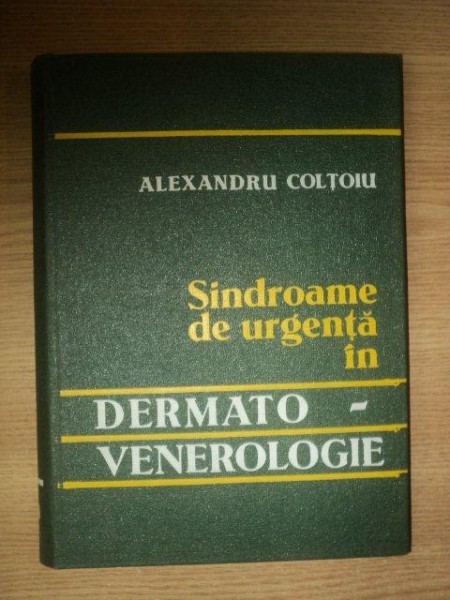 ALEXANDRU COLȚOIU
Sindroame
de urgență
în
DERMATO -
VENEROLOGIE